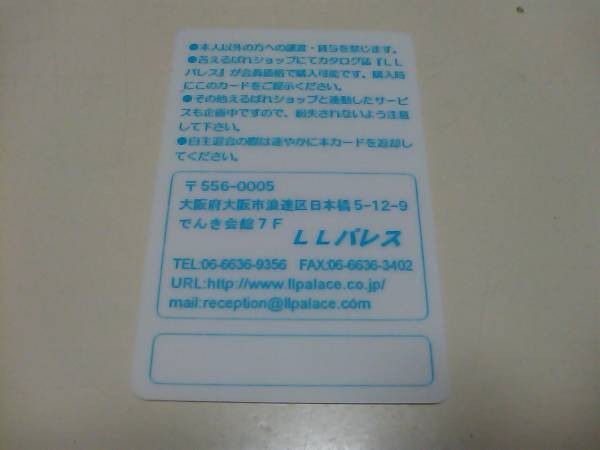 ●本人以外の方への譲渡・貸与を禁じます。
●各えるぱれショップにてカタログ誌『LL
パレス』が会員価格で購入可能です。購入時
にこのカードをご提示ください。
●その他えるぱれショップと連動したサービ
スも企画中ですので、紛失されないよう注意
して下さい。
●自主退会の際は速やかに本カードを返却し
てください。
〒556-0005
大阪府大阪市浪速区日本橋5-12-9
でんき会館7F
LLパレス
TEL:06-6636-9356 FAX:06-6636-3402
URL:http://www.llpalace.co.jp/
mail:reception@llpalace.com